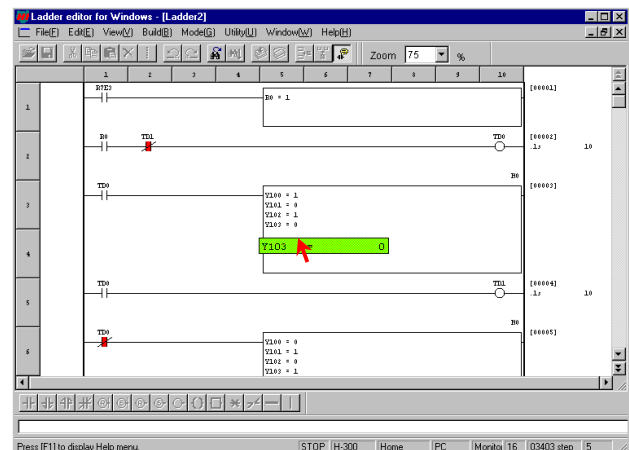 Ladder editor for Windows - [Ladder2]
File(F) Edit(E) View(V) Build(B) Mode(G) Utility(U) Window(W) Help(H)
Zoom 75 %
1 2 3 4 5 6 7 8 9 10
[00001]
R0 = 1
1
R0 TD1 TD0 [00002]
.1s 10
2
TD0 [00003]
Y100 = 1
3
Y101 = 0
Y102 = 1
Y103 = 0
Y103 = 0
4
TD0 TD1 [00004]
.1s 10
5
TD0 [00005]
Y100 = 0
Y101 = 1
6
Y102 = 0
Y103 = 1
Press [F1] to display Help menu. STOP H-300 Home PC Monitor 16 03403 step 5